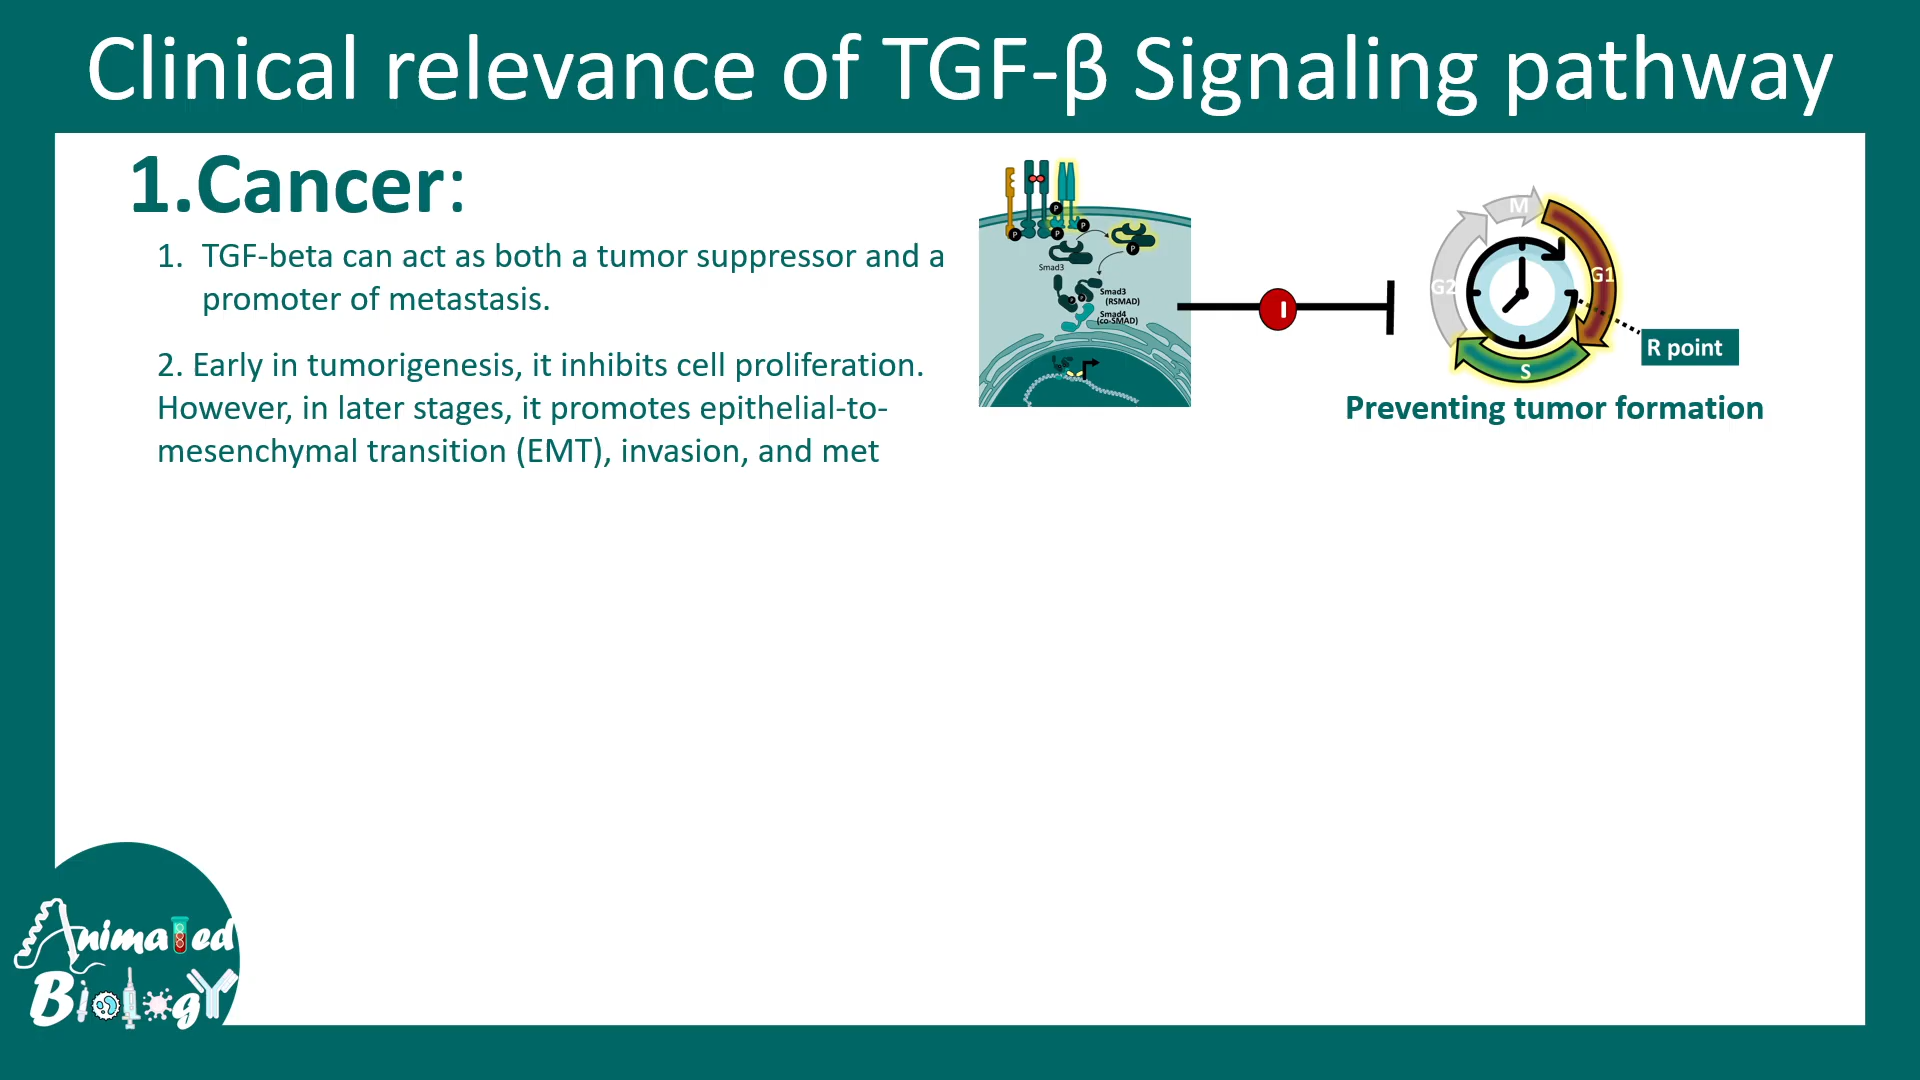 Clinical relevance of TGF-β Signaling pathway
1.Cancer:
1. TGF-beta can act as both a tumor suppressor and a
promoter of metastasis.
2. Early in tumorigenesis, it inhibits cell proliferation.
However, in later stages, it promotes epithelial-to-
mesenchymal transition (EMT), invasion, and met
P
P
P
P
P
Smad3
P
P
Smad3
(RSMAD)
Smad4
(co-SMAD)
I
M
G1
G2
S
R point
Preventing tumor formation
Animated
Biology